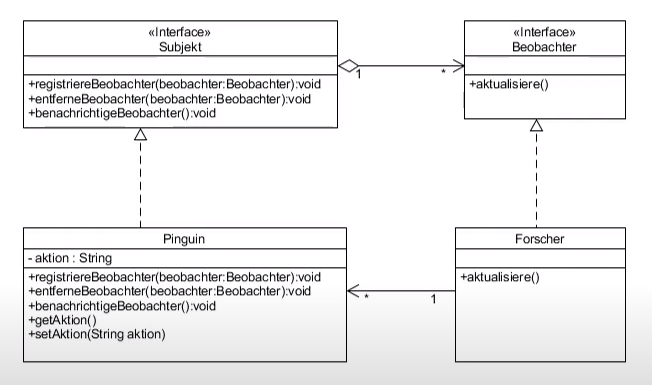 «Interface»
Subjekt
+registriereBeobachter(beobachter:Beobachter):void
+entferneBeobachter(beobachter:Beobachter):void
+benachrichtigeBeobachter():void
1
*
«Interface»
Beobachter
+aktualisiere()
Pinguin
- aktion : String
+registriereBeobachter(beobachter:Beobachter):void
+entferneBeobachter(beobachter:Beobachter):void
+benachrichtigeBeobachter():void
+getAktion()
+setAktion(String aktion)
*
1
Forscher
+aktualisiere()